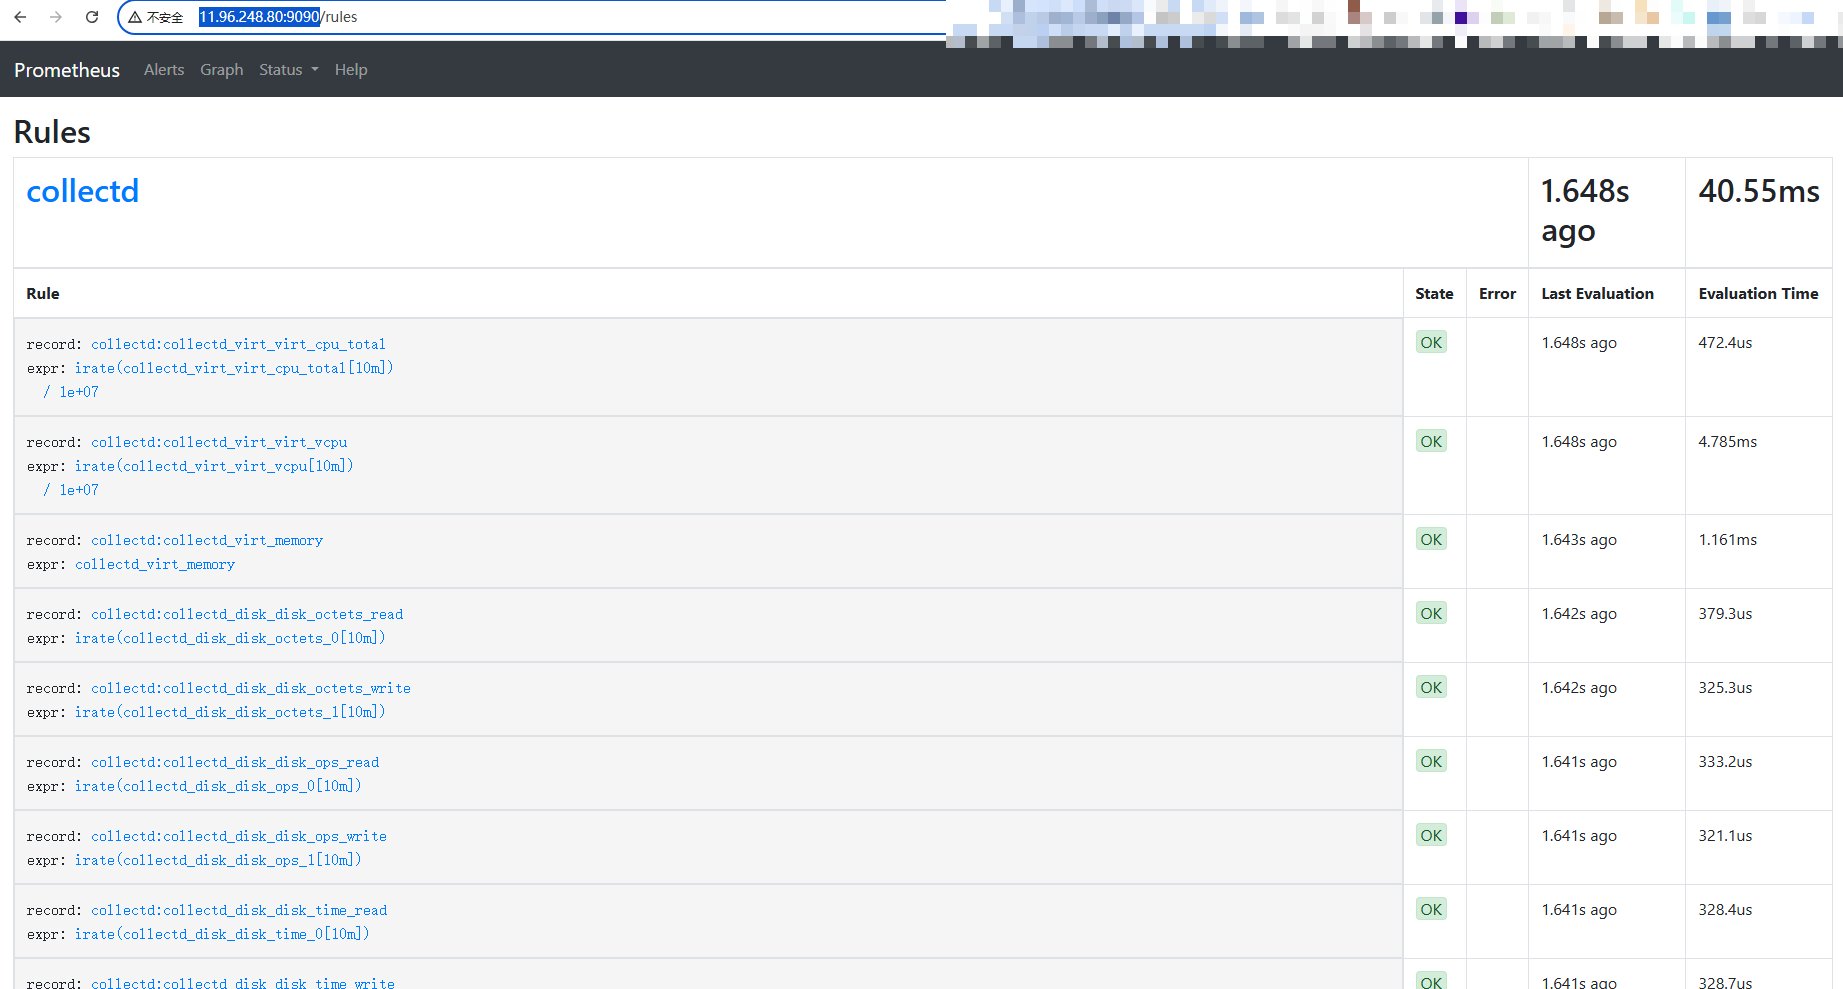 不安全 11.96.248.80:9090/rules
Prometheus Alerts Graph Status Help
Rules
collectd 1.648s ago 40.55ms
Rule State Error Last Evaluation Evaluation Time
record: collectd:collectd_virt_virt_cpu_total OK 1.648s ago 472.4us
expr: irate(collectd_virt_virt_cpu_total[10m])
/ 1e+07
record: collectd:collectd_virt_virt_vcpu OK 1.648s ago 4.785ms
expr: irate(collectd_virt_virt_vcpu[10m])
/ 1e+07
record: collectd:collectd_virt_memory OK 1.643s ago 1.161ms
expr: collectd_virt_memory
record: collectd:collectd_disk_disk_octets_read OK 1.642s ago 379.3us
expr: irate(collectd_disk_disk_octets_0[10m])
record: collectd:collectd_disk_disk_octets_write OK 1.642s ago 325.3us
expr: irate(collectd_disk_disk_octets_1[10m])
record: collectd:collectd_disk_disk_ops_read OK 1.641s ago 333.2us
expr: irate(collectd_disk_disk_ops_0[10m])
record: collectd:collectd_disk_disk_ops_write OK 1.641s ago 321.1us
expr: irate(collectd_disk_disk_ops_1[10m])
record: collectd:collectd_disk_disk_time_read OK 1.641s ago 328.4us
expr: irate(collectd_disk_disk_time_0[10m])
record: collectd:collectd_disk_disk_time_write OK 1.641s ago 328.7us